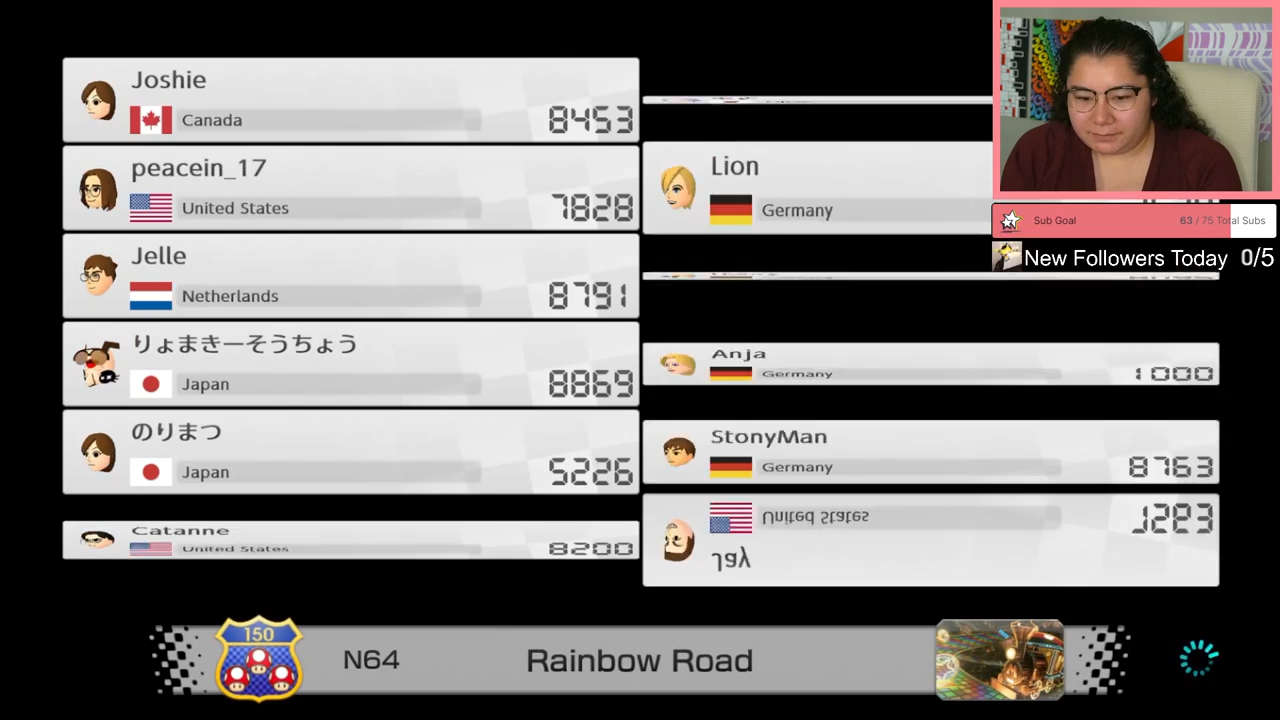 Joshie
Canada
8453
peacein_17
United States
7828
Jelle
Netherlands
8791
りょまきーそうちょう
Japan
8869
のりまつ
Japan
5226
Catanne
United States
8200
Lion
Germany
Anja
Germany
1000
StonyMan
Germany
8763
United States
Jay
Sub Goal
63 / 75 Total Subs
New Followers Today 0/5
150
N64
Rainbow Road